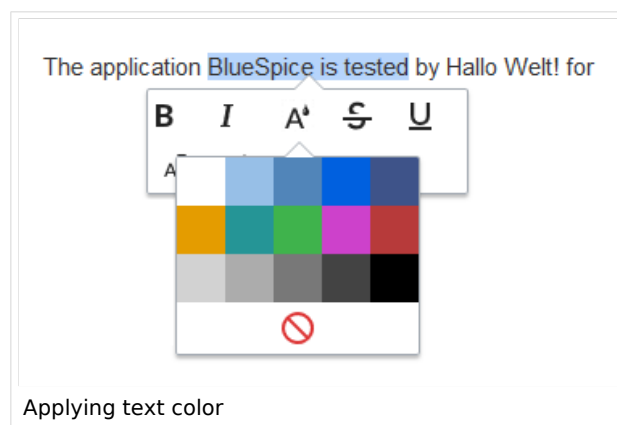 The application BlueSpice is tested by Hallo Welt! for
B I A S U
A
Applying text color